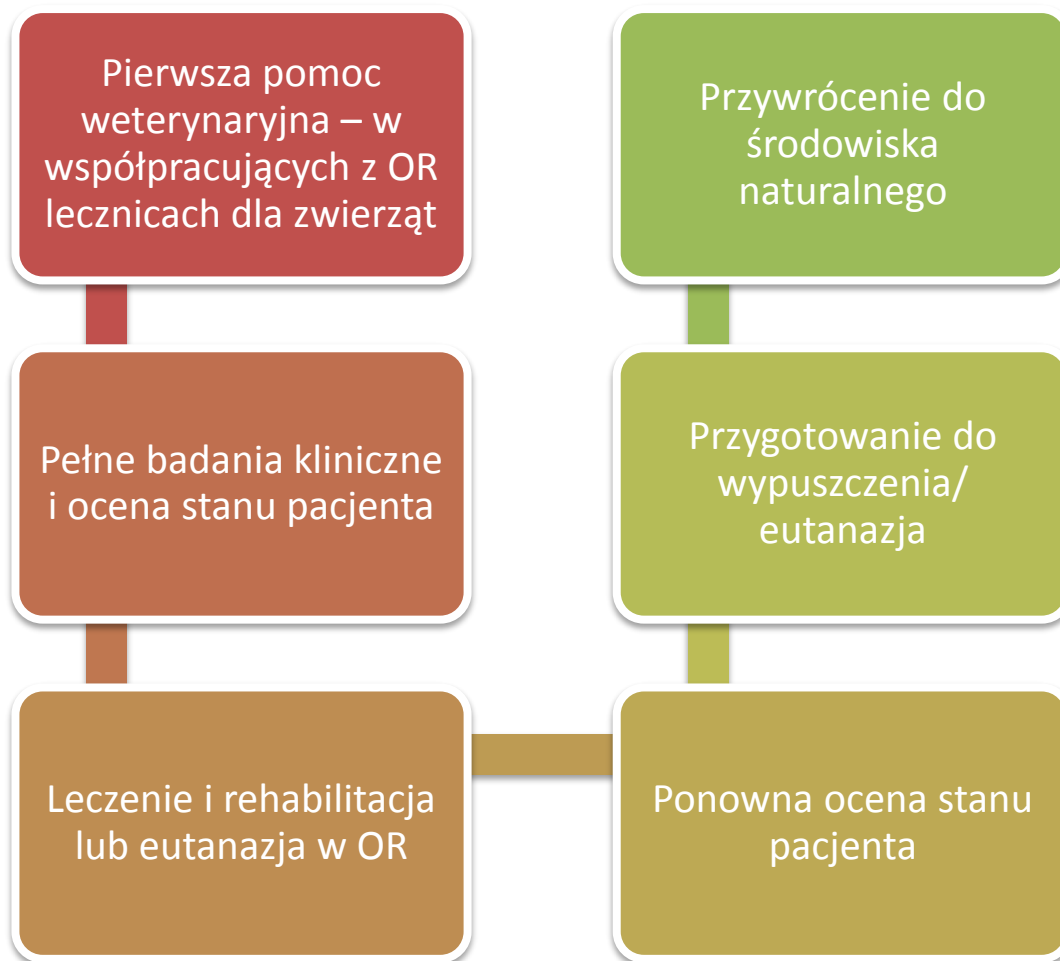 Pierwsza pomoc
weterynaryjna – w
współpracujących z OR
lecznicach dla zwierząt
Pełne badania kliniczne
i ocena stanu pacjenta
Leczenie i rehabilitacja
lub eutanazja w OR
Ponowna ocena stanu
pacjenta
Przygotowanie do
wypuszczenia/
eutanazja
Przywrócenie do
środowiska
naturalnego